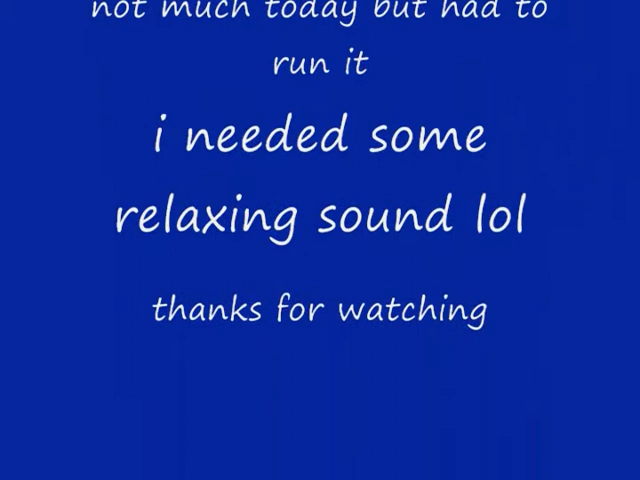 not much today but had to
run it
i needed some
relaxing sound lol
thanks for watching